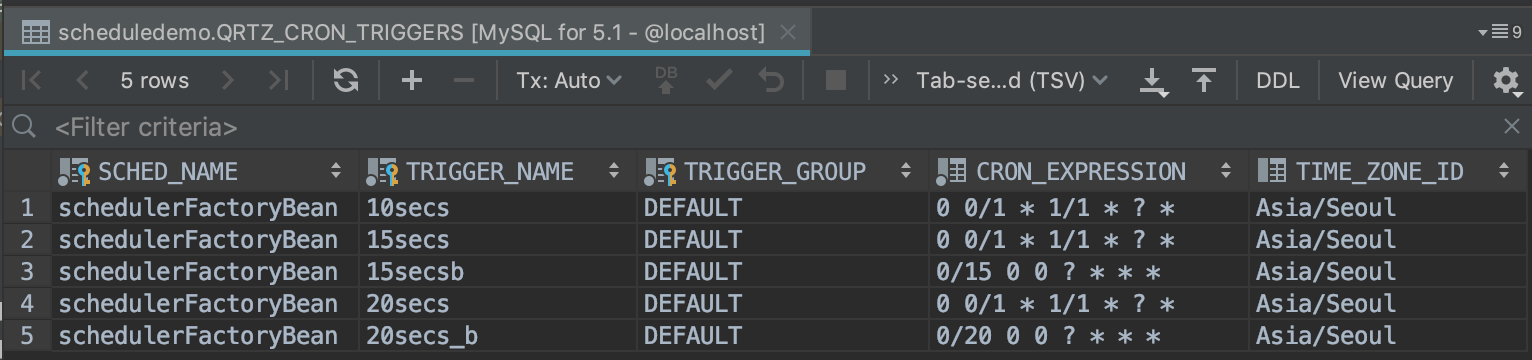 scheduledemo.QRTZ_CRON_TRIGGERS [MySQL for 5.1 - @localhost] 9
5 rows Tx: Auto DB Tab-se...d (TSV) DDL View Query
<Filter criteria>
SCHED_NAME TRIGGER_NAME TRIGGER_GROUP CRON_EXPRESSION TIME_ZONE_ID
1 schedulerFactoryBean 10secs DEFAULT 0 0/1 * 1/1 * ? * Asia/Seoul
2 schedulerFactoryBean 15secs DEFAULT 0 0/1 * 1/1 * ? * Asia/Seoul
3 schedulerFactoryBean 15secsb DEFAULT 0/15 0 0 ? * * * Asia/Seoul
4 schedulerFactoryBean 20secs DEFAULT 0 0/1 * 1/1 * ? * Asia/Seoul
5 schedulerFactoryBean 20secs_b DEFAULT 0/20 0 0 ? * * * Asia/Seoul